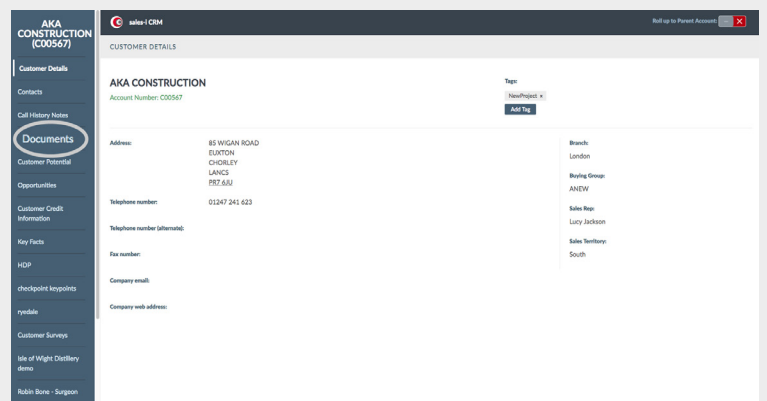 AKA
CONSTRUCTION
(C00567)
Customer Details
Contacts
Call History Notes
Documents
Customer Potential
Opportunities
Customer Credit
Information
Key Facts
HDP
checkpoint keypoints
ryedale
Customer Surveys
Isle of Wight Distillery
demo
Robin Bone - Surgeon
sales-i CRM
Roll up to Parent Account:
CUSTOMER DETAILS
AKA CONSTRUCTION
Account Number: C00567
Tags:
NewProject x
Add Tag
Address:
85 WIGAN ROAD
EUXTON
CHORLEY
LANCS
PR7 6JU
Telephone number:
01247 241 623
Telephone number (alternate):
Fax number:
Company email:
Company web address:
Branch:
London
Buying Group:
ANEW
Sales Rep:
Lucy Jackson
Sales Territory:
South